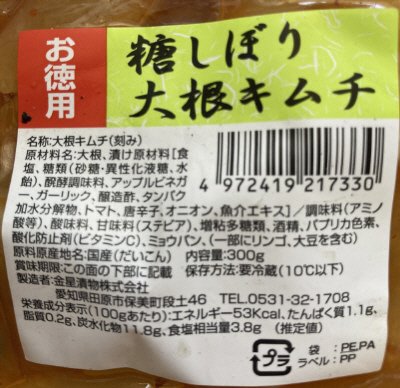 お徳用
糖しぼり
大根キムチ
名称:大根キムチ(刻み)
原材料名:大根、漬け原材料[食
塩、糖類(砂糖・異性化液糖、水
飴)、醗酵調味料、アップルビネガ
ー、ガーリック、醸造酢、タンパク
加水分解物、トマト、唐辛子、オニオン、魚介エキス]／調味料(アミノ
酸等)、酸味料、甘味料(ステビア)、増粘多糖類、酒精、パプリカ色素、
酸化防止剤(ビタミンC)、ミョウバン、(一部にリンゴ、大豆を含む)
原料原産地名:国産(だいこん) 内容量:300g
賞味期限:この面の下部に記載 保存方法:要冷蔵(10℃以下)
製造者:金星漬物株式会社
愛知県田原市保美町段土46 TEL.0531-32-1708
栄養成分表示(100gあたり):エネルギー53Kcal、たんぱく質1.1g、
脂質0.2g、炭水化物11.8g、食塩相当量3.8g (推定値)
4 972419 217330
プラ
袋:PE,PA
ラベル:PP